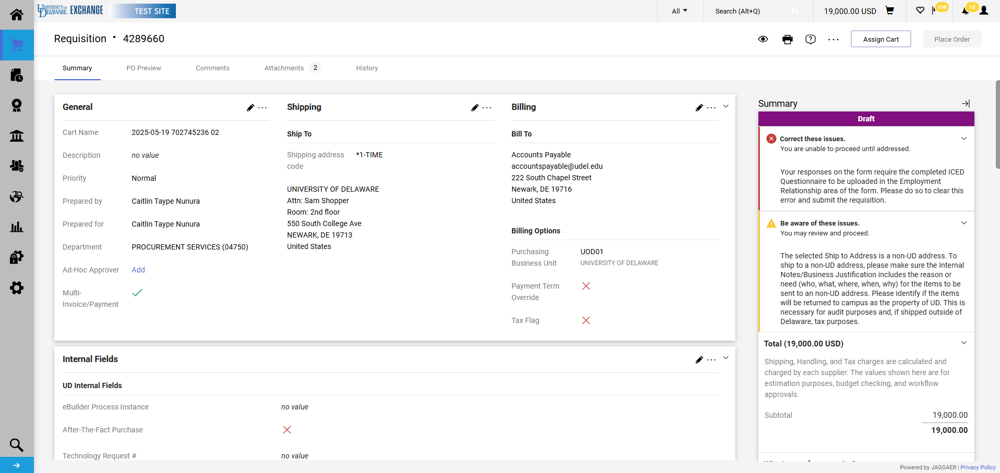 UNIVERSITY OF DELAWARE EXCHANGE
TEST SITE
All
Search (Alt+Q)
19,000.00 USD
126
12
Requisition • 4289660
Assign Cart
Place Order
Summary
PO Preview
Comments
Attachments 2
History
General
Cart Name 2025-05-19 702745236 02
Description no value
Priority Normal
Prepared by Caitlin Taype Nunura
Prepared for Caitlin Taype Nunura
Department PROCUREMENT SERVICES (04750)
Ad-Hoc Approver Add
Multi-
Invoice/Payment
Shipping
Ship To
Shipping address *1-TIME
code
UNIVERSITY OF DELAWARE
Attn: Sam Shopper
Room: 2nd floor
550 South College Ave
NEWARK, DE 19713
United States
Billing
Bill To
Accounts Payable
accountspayable@udel.edu
222 South Chapel Street
Newark, DE 19716
United States
Billing Options
Purchasing UOD01
Business Unit UNIVERSITY OF DELAWARE
Payment Term
Override
Tax Flag
Internal Fields
UD Internal Fields
eBuilder Process Instance no value
After-The-Fact Purchase
Technology Request # no value
Summary
Draft
Correct these issues.
You are unable to proceed until addressed.
Your responses on the form require the completed ICED
Questionnaire to be uploaded in the Employment
Relationship area of the form. Please do so to clear this
error and submit the requisition.
Be aware of these issues.
You may review and proceed.
The selected Ship to Address is a non-UD address. To
ship to a non-UD address, please make sure the Internal
Notes/Business Justification includes the reason or
need (who, what, where, when, why) for the items to be
sent to an non-UD address. Please identify if the items
will be returned to campus as the property of UD. This is
necessary for audit purposes and, if shipped outside of
Delaware, tax purposes.
Total (19,000.00 USD)
Shipping, Handling, and Tax charges are calculated and
charged by each supplier. The values shown here are for
estimation purposes, budget checking, and workflow
approvals.
Subtotal 19,000.00
19,000.00
Powered by JAGGAER | Privacy Policy